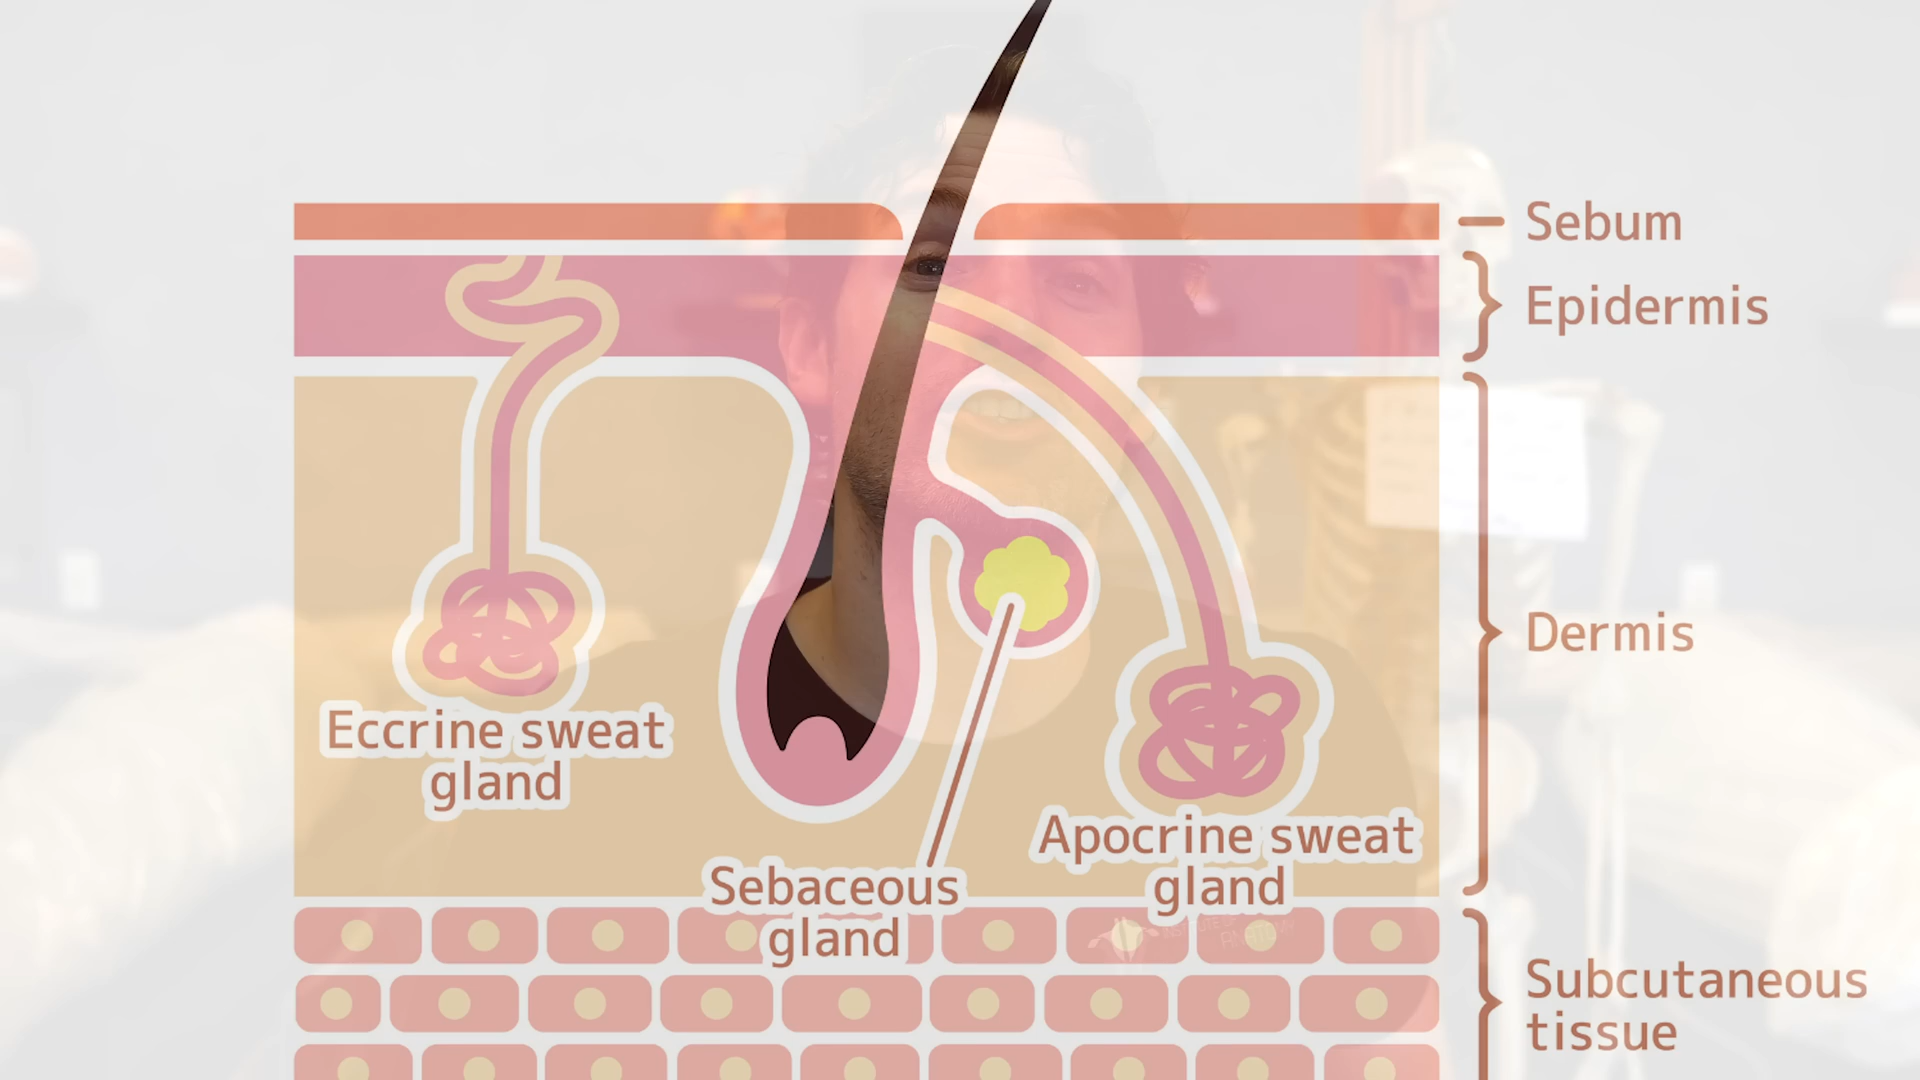 Sebum
Epidermis
Dermis
Eccrine sweat
gland
Apocrine sweat
gland
Sebaceous
gland
Subcutaneous
tissue